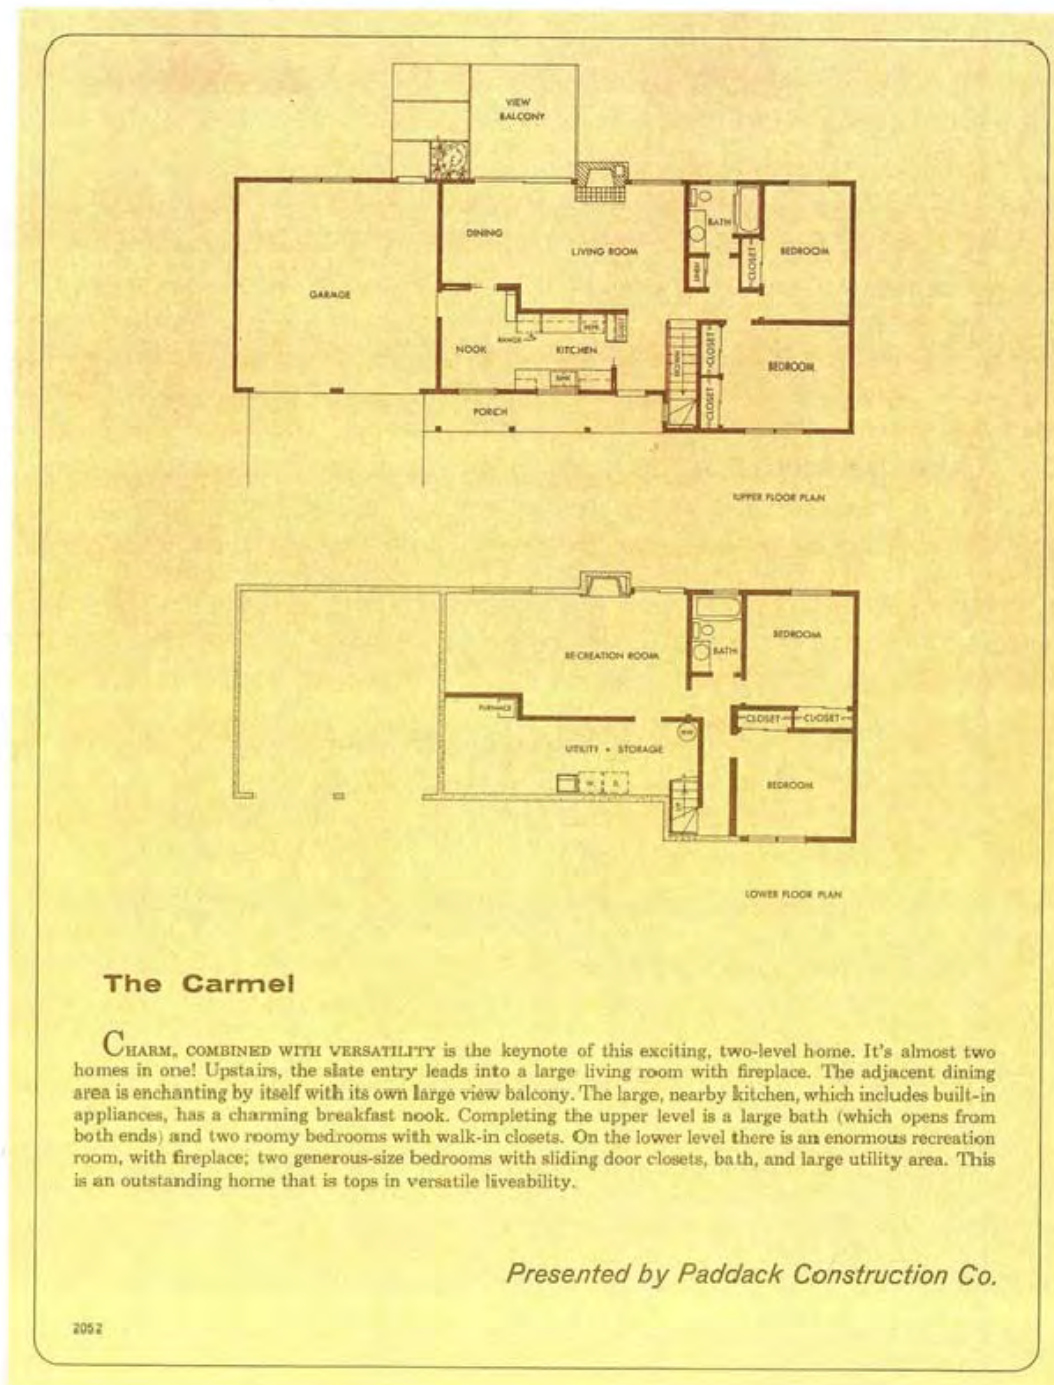 VIEW
BALCONY
DINING
LIVING ROOM
BATH
LINEN
CLOSET
BEDROOM
GARAGE
NOOK
RANGE
REFR.
KITCHEN
SINK
DOWN
CLOSET
CLOSET
BEDROOM
PORCH
UPPER FLOOR PLAN
RECREATION ROOM
BATH
BEDROOM
FURNACE
CLOSET
CLOSET
UTILITY + STORAGE
W.
D.
UP
BEDROOM
LOWER FLOOR PLAN
The Carmel
CHARM, COMBINED WITH VERSATILITY is the keynote of this exciting, two-level home. It's almost two
homes in one! Upstairs, the slate entry leads into a large living room with fireplace. The adjacent dining
area is enchanting by itself with its own large view balcony. The large, nearby kitchen, which includes built-in
appliances, has a charming breakfast nook. Completing the upper level is a large bath (which opens from
both ends) and two roomy bedrooms with walk-in closets. On the lower level there is an enormous recreation
room, with fireplace; two generous-size bedrooms with sliding door closets, bath, and large utility area. This
is an outstanding home that is tops in versatile liveability.
Presented by Paddack Construction Co.
2052